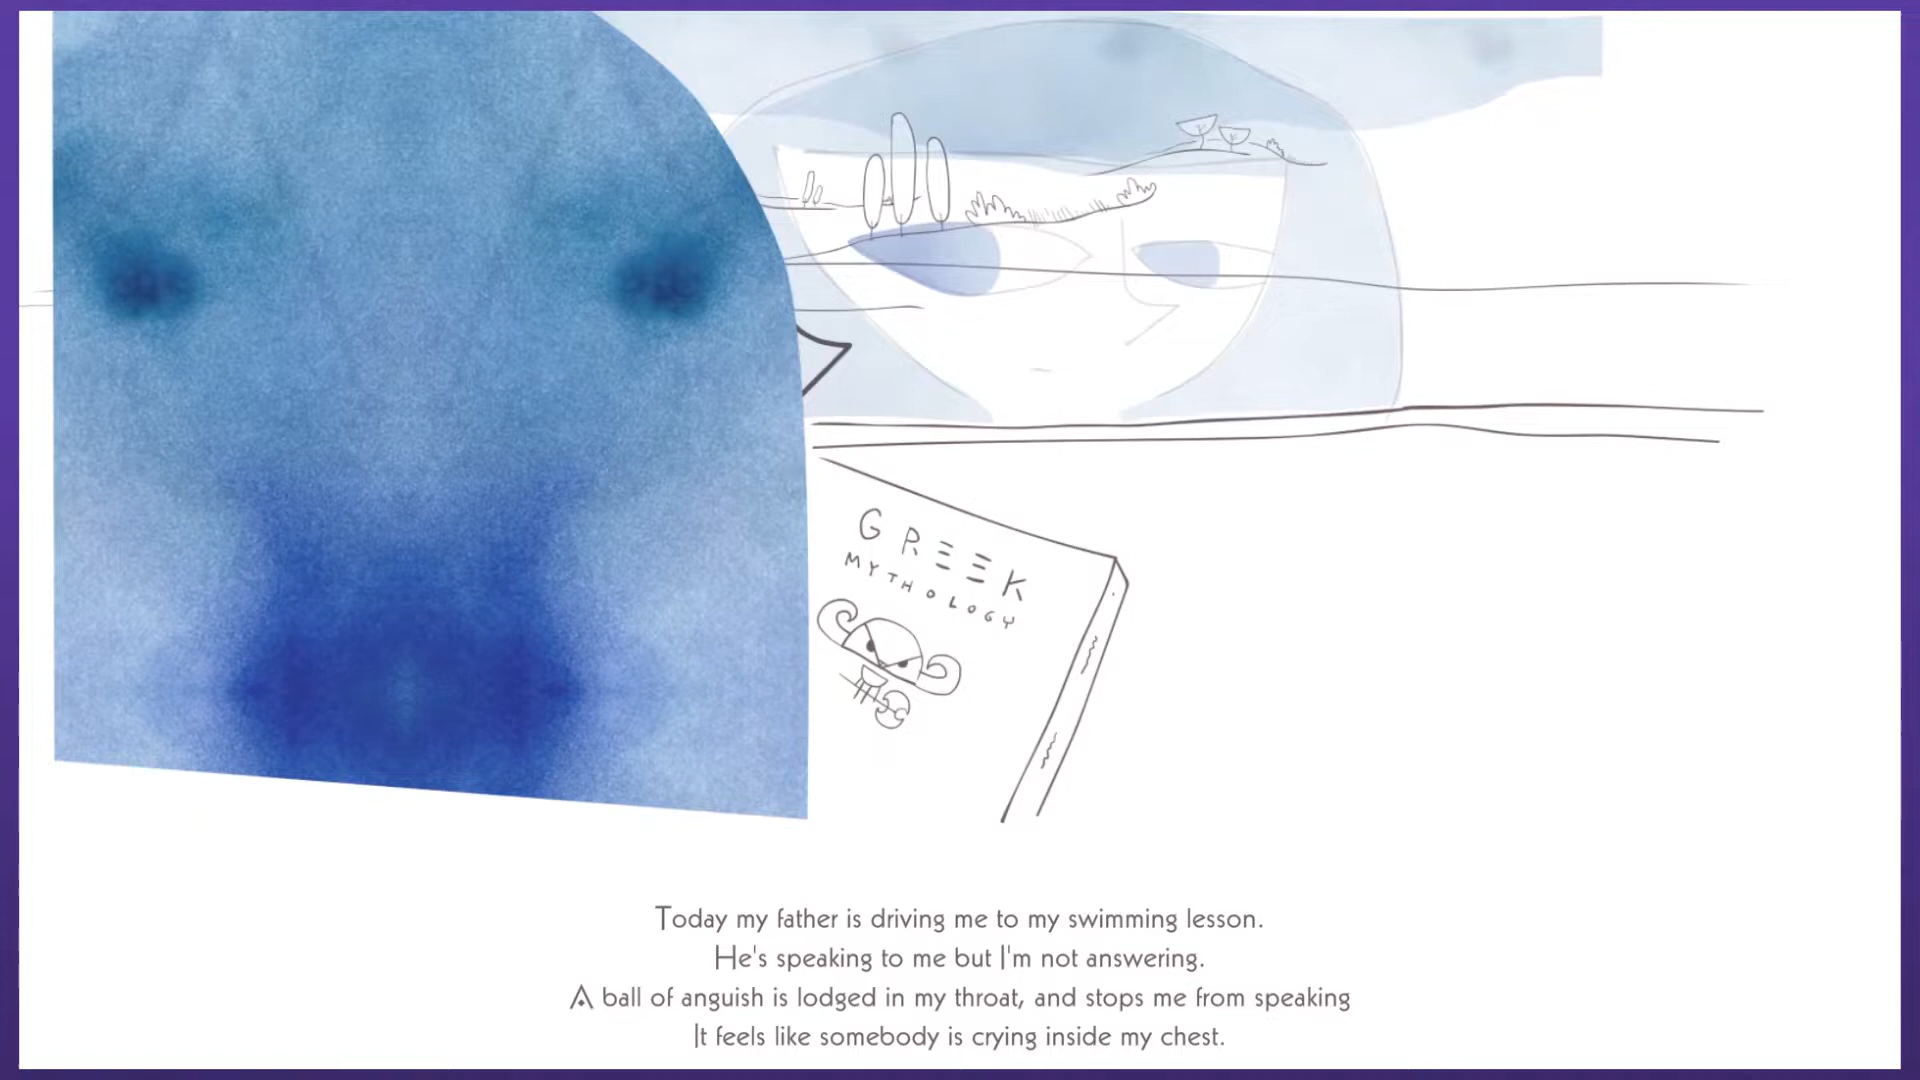 GREEK
MYTHOLOGY
Today my father is driving me to my swimming lesson.
He's speaking to me but I'm not answering.
A ball of anguish is lodged in my throat, and stops me from speaking
It feels like somebody is crying inside my chest.